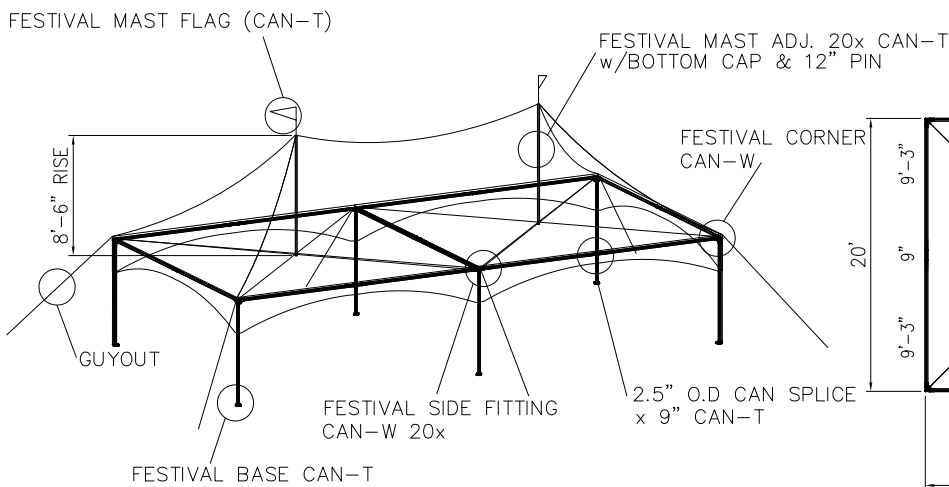 FESTIVAL MAST FLAG (CAN-T)
FESTIVAL MAST ADJ. 20x CAN-T
w/BOTTOM CAP & 12" PIN
FESTIVAL CORNER
CAN-W
8'-6" RISE
9'-3"
20'
9"
9'-3"
GUYOUT
FESTIVAL SIDE FITTING
CAN-W 20x
2.5" O.D CAN SPLICE
x 9" CAN-T
FESTIVAL BASE CAN-T